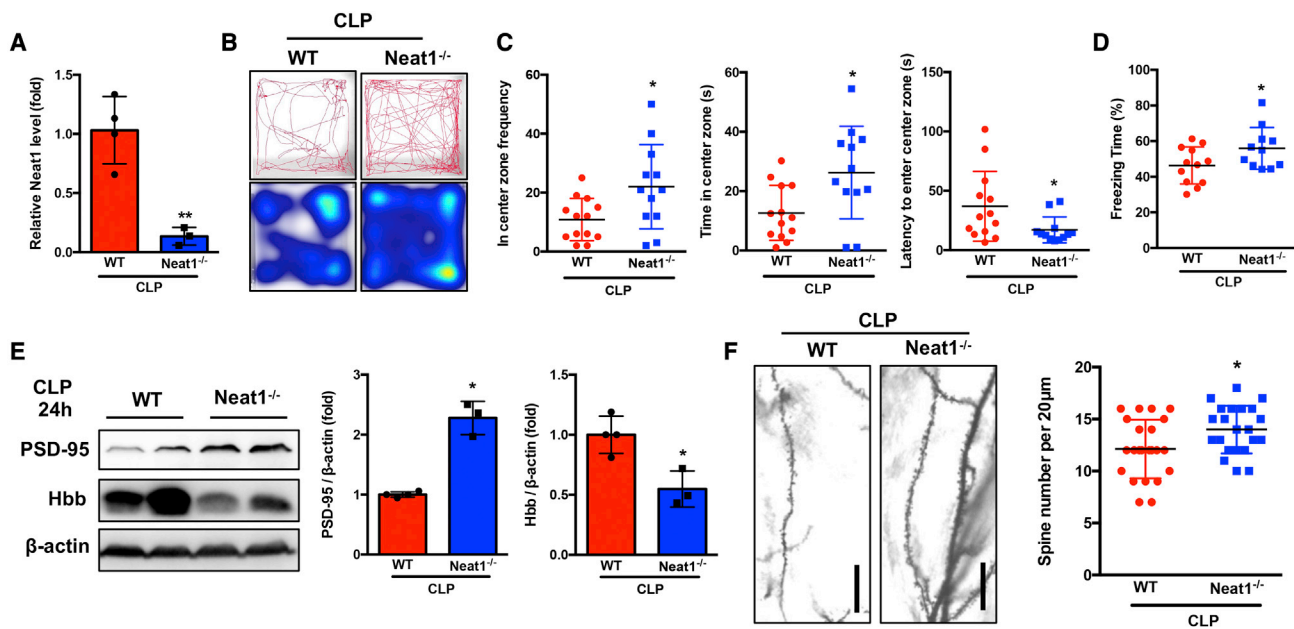 A
Relative Neat1 level (fold)
1.5
1.0
0.5
0.0
**
WT
Neat1-/-
CLP
B
CLP
WT
Neat1-/-
C
In center zone frequency
60
40
20
0
*
WT
Neat1-/-
CLP
Time in center zone (s)
60
40
20
0
*
WT
Neat1-/-
CLP
Latency to enter center zone (s)
150
100
50
0
*
WT
Neat1-/-
CLP
D
Freezing Time (%)
100
80
60
40
20
0
*
WT
Neat1-/-
CLP
E
CLP
24h
WT
Neat1-/-
PSD-95
Hbb
β-actin
PSD-95 / β-actin (fold)
3
2
1
0
*
WT
Neat1-/-
CLP
Hbb / β-actin (fold)
1.5
1.0
0.5
0.0
*
WT
Neat1-/-
CLP
F
CLP
WT
Neat1-/-
Spine number per 20μm
20
15
10
5
0
*
WT
Neat1-/-
CLP